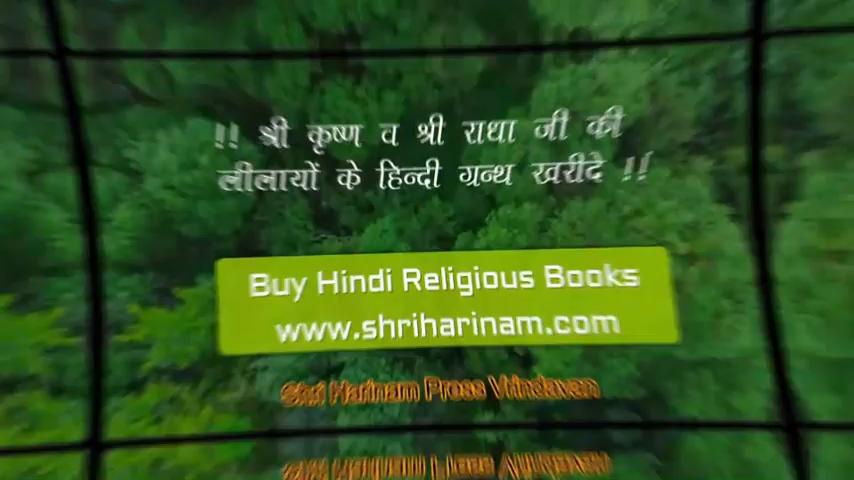 !! श्री कृष्ण व श्री राधा जी की
लीलायों के हिन्दी ग्रन्थ खरीदे !!
Buy Hindi Religious Books
www.shriharinam.com
Shri Harinam Press Vrindavan